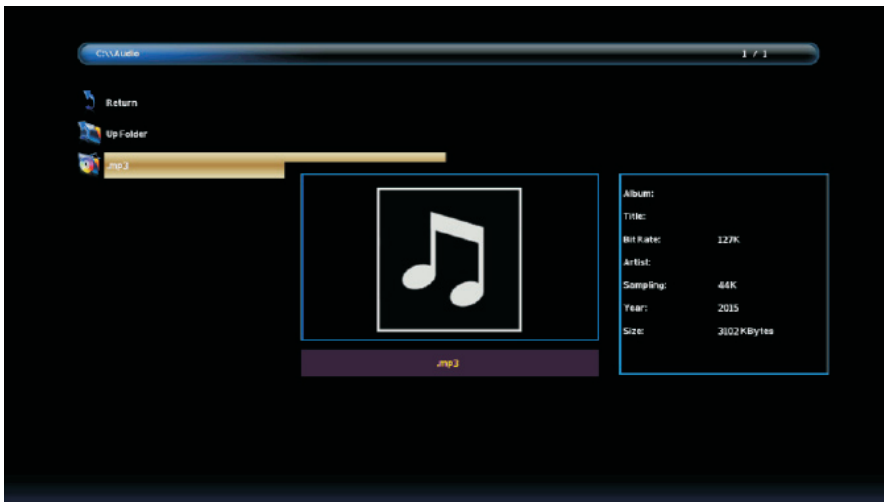 C:\\Audio 1 / 1
Return
Up Folder
.mp3
Album:
Title:
Bit Rate: 127K
Artist:
Sampling: 44K
Year: 2015
Size: 3102 KBytes
.mp3